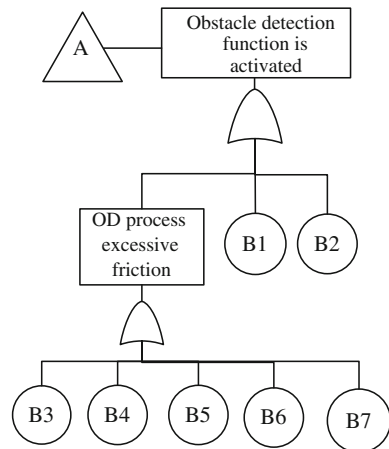 A
Obstacle detection
function is
activated
OD process
excessive
friction
B1
B2
B3
B4
B5
B6
B7